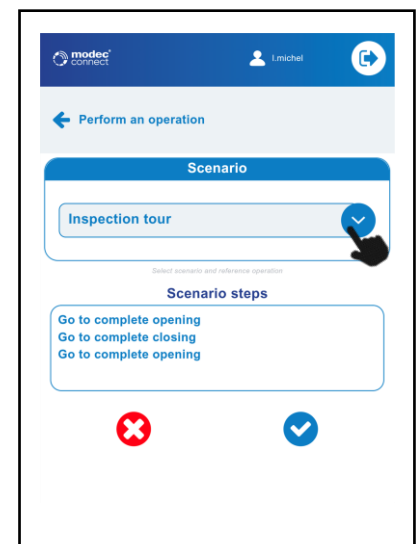 modec
connect
l.michel
Perform an operation
Scenario
Inspection tour
Select scenario and reference operation
Scenario steps
Go to complete opening
Go to complete closing
Go to complete opening